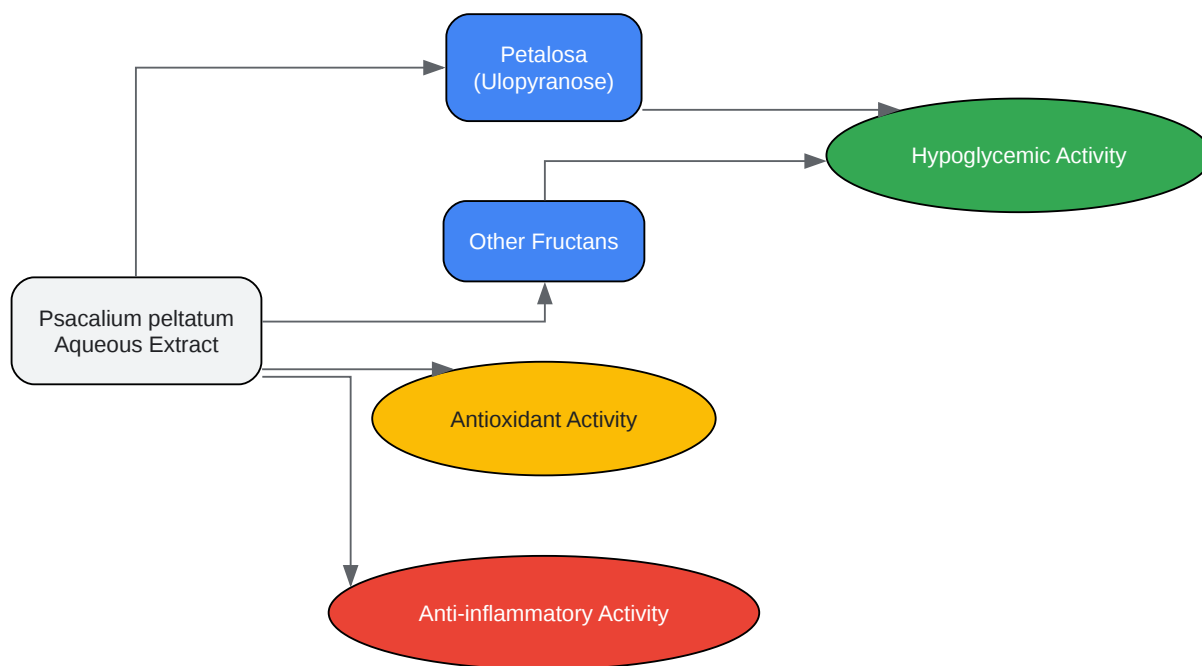 Petalosa
(Ulopyranose)
Hypoglycemic Activity
Other Fructans
Psacalium peltatum
Aqueous Extract
Antioxidant Activity
Anti-inflammatory Activity